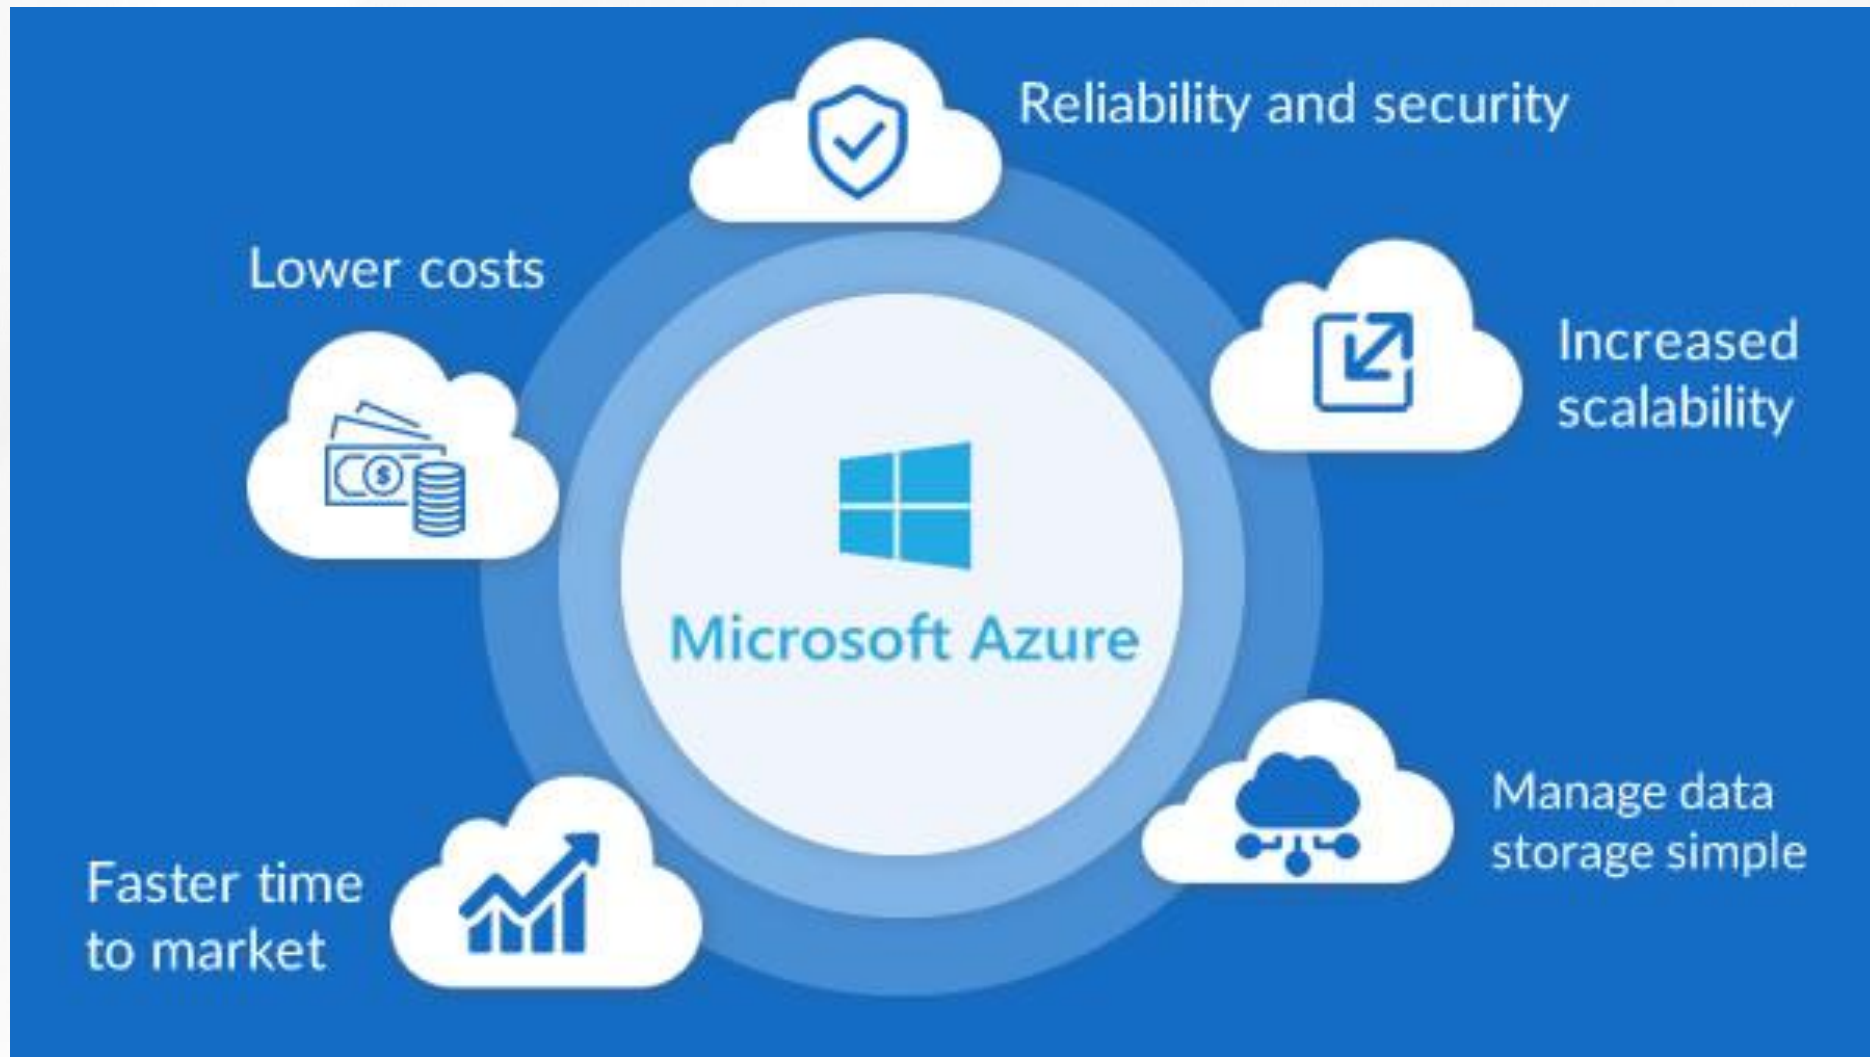 Reliability and security
Lower costs
Increased
scalability
Microsoft Azure
Manage data
storage simple
Faster time
to market